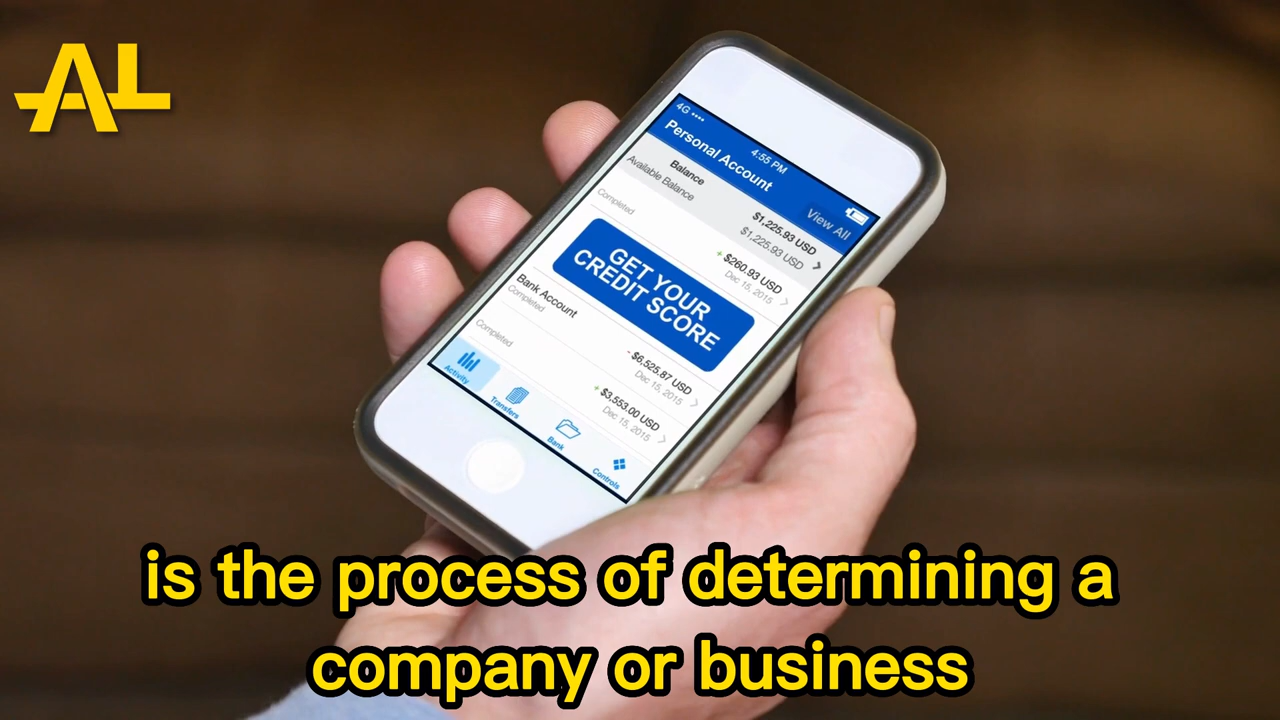 AL
4G
4:55 PM
Personal Account
View All
Balance
$1,225.93 USD
Available Balance
$1,225.93 USD
Completed
+ $260.93 USD
Dec 15, 2015
GET YOUR
CREDIT SCORE
Bank Account
Completed
- $6,525.87 USD
Dec 15, 2015
Completed
+ $3,553.00 USD
Dec 15, 2015
Activity
Transfers
Bank
Controls
is the process of determining a
company or business